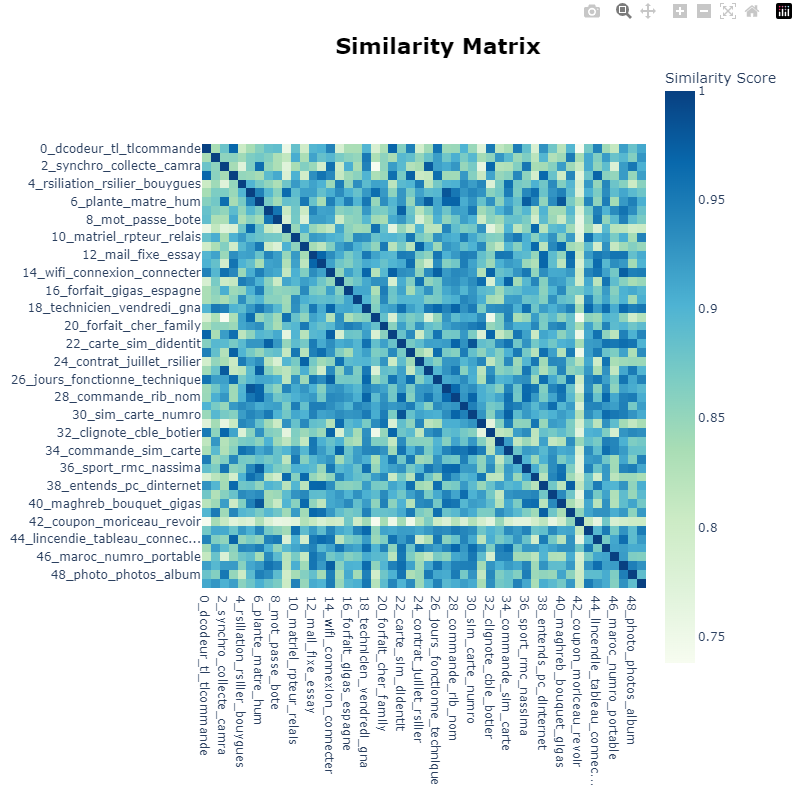 Similarity Matrix
Similarity Score
1
0.95
0.9
0.85
0.8
0.75
0_dcodeur_tl_tlcommande
2_synchro_collecte_camra
4_rsiliation_rsilier_bouygues
6_plante_matre_hum
8_mot_passe_bote
10_matriel_rpteur_relais
12_mail_fixe_essay
14_wifi_connexion_connecter
16_forfait_gigas_espagne
18_technicien_vendredi_gna
20_forfait_cher_family
22_carte_sim_didentit
24_contrat_juillet_rsilier
26_jours_fonctionne_technique
28_commande_rib_nom
30_sim_carte_numro
32_clignote_cble_botier
34_commande_sim_carte
36_sport_rmc_nassima
38_entends_pc_dinternet
40_maghreb_bouquet_gigas
42_coupon_moriceau_revoir
44_lincendie_tableau_connec...
46_maroc_numro_portable
48_photo_photos_album
0_dcodeur_tl_tlcommande
2_synchro_collecte_camra
4_rsiliation_rsilier_bouygues
6_plante_matre_hum
8_mot_passe_bote
10_matriel_rpteur_relais
12_mail_fixe_essay
14_wifi_connexion_connecter
16_forfait_gigas_espagne
18_technicien_vendredi_gna
20_forfait_cher_family
22_carte_sim_didentit
24_contrat_juillet_rsilier
26_jours_fonctionne_technique
28_commande_rib_nom
30_sim_carte_numro
32_clignote_cble_botier
34_commande_sim_carte
36_sport_rmc_nassima
38_entends_pc_dinternet
40_maghreb_bouquet_gigas
42_coupon_moriceau_revoir
44_lincendie_tableau_connec...
46_maroc_numro_portable
48_photo_photos_album